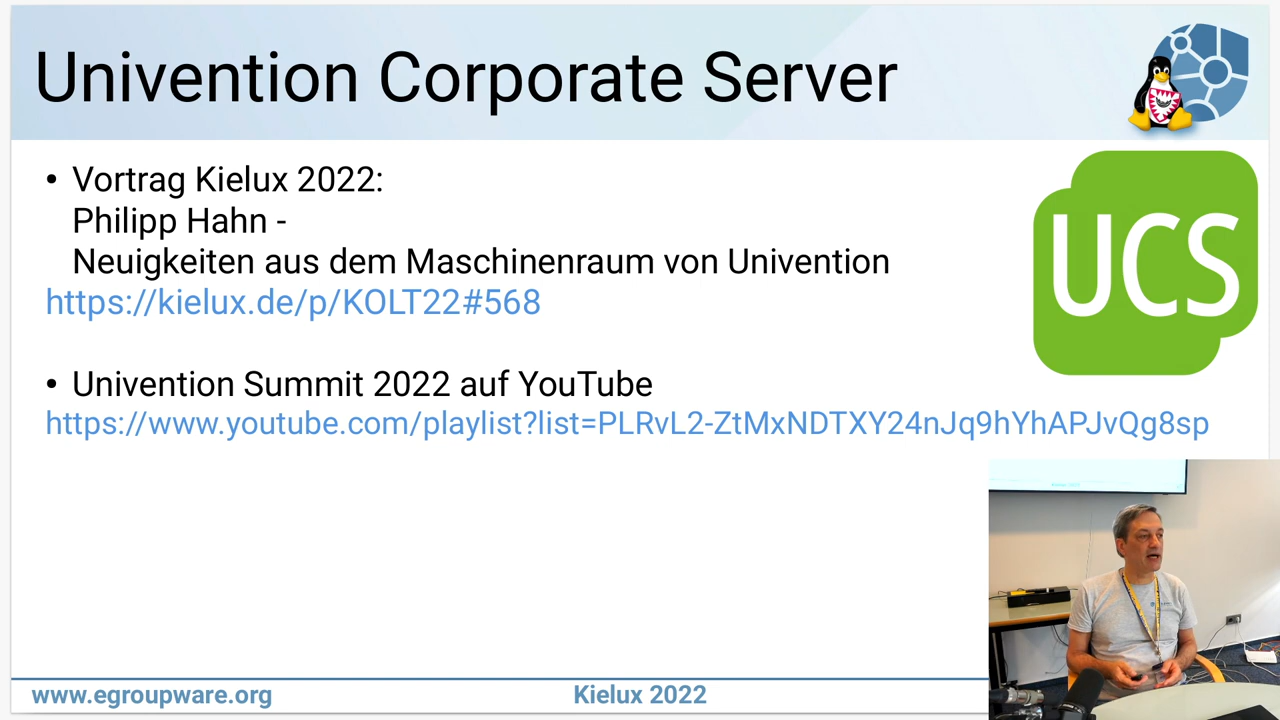 Univention Corporate Server
• Vortrag Kielux 2022:
Philipp Hahn -
Neuigkeiten aus dem Maschinenraum von Univention
https://kielux.de/p/KOLT22#568
UCS
• Univention Summit 2022 auf YouTube
https://www.youtube.com/playlist?list=PLRvL2-ZtMxNDTXY24nJq9hYhAPJvQg8sp
www.egroupware.org
Kielux 2022